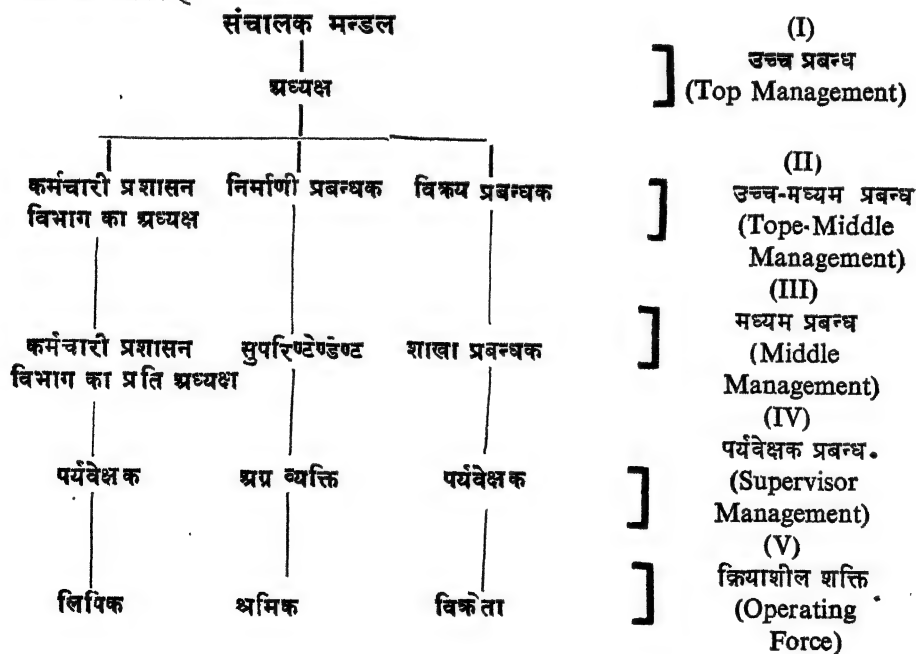 संचालक मन्डल
अध्यक्ष
(I)
उच्च प्रबन्ध
(Top Management)
कर्मचारी प्रशासन
विभाग का अध्यक्ष
निर्माणी प्रबन्धक
विक्रय प्रबन्धक
(II)
उच्च-मध्यम प्रबन्ध
(Tope-Middle
Management)
कर्मचारी प्रशासन
विभाग का प्रति अध्यक्ष
सुपरिण्टेण्डेण्ट
शाखा प्रबन्धक
(III)
मध्यम प्रबन्ध
(Middle
Management)
पर्यवेक्षक
अग्र व्यक्ति
पर्यवेक्षक
(IV)
पर्यवेक्षक प्रबन्ध.
(Supervisor
Management)
लिपिक
श्रमिक
विक्रेता
(V)
क्रियाशील शक्ति
(Operating
Force)